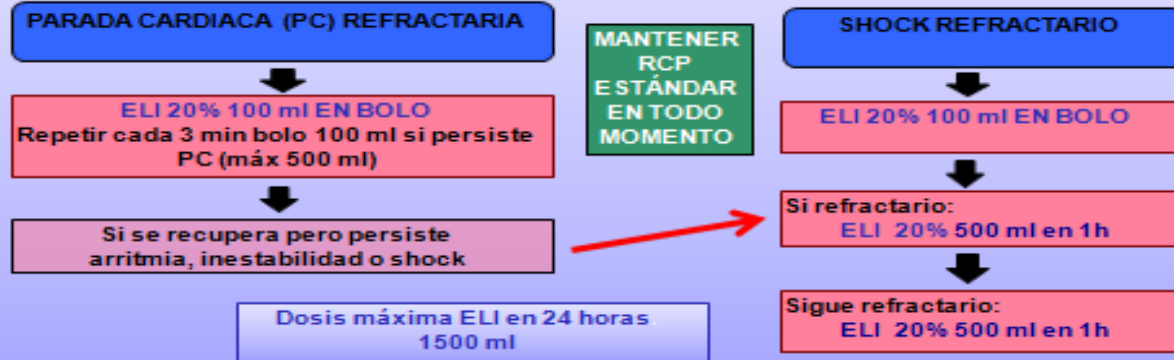 PARADA CARDIACA (PC) REFRACTARIA
ELI 20% 100 ml EN BOLO
Repetir cada 3 min bolo 100 ml si persiste
PC (máx 500 ml)
Si se recupera pero persiste
arritmia, inestabilidad o shock
MANTENER
RCP
ESTÁNDAR
EN TODO
MOMENTO
SHOCK REFRACTARIO
ELI 20% 100 ml EN BOLO
Si refractario:
ELI 20% 500 ml en 1h
Sigue refractario:
ELI 20% 500 ml en 1h
Dosis máxima ELI en 24 horas.
1500 ml